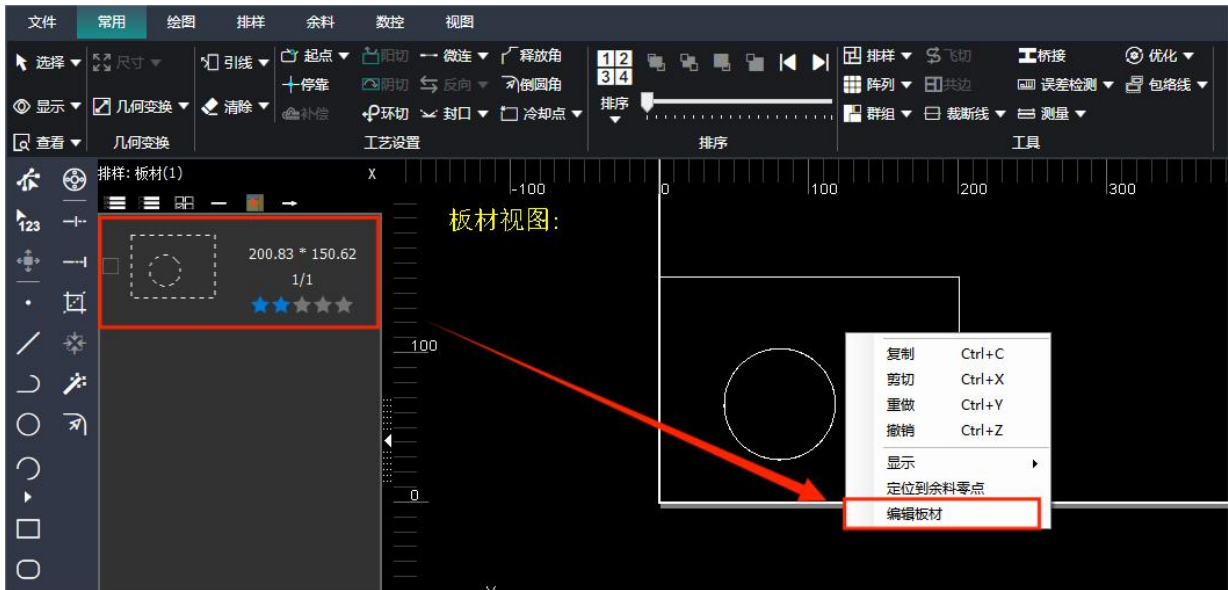 文件 常用 绘图 排样 余料 数控 视图
选择 尺寸 引线 起点 阳切 微连 释放角 排样 飞切 桥接 优化
停靠 阴切 反向 倒圆角 1 2 3 4 阵列 共边 误差检测 包络线
显示 几何变换 清除 补偿 环切 封口 冷却点 排序 群组 裁断线 测量
查看 几何变换 工艺设置 排序 工具
排样:板材(1) X
-100 0 100 200 300
123
板材视图:
200.83 * 150.62
1/1
100
复制 Ctrl+C
剪切 Ctrl+X
重做 Ctrl+Y
撤销 Ctrl+Z
显示
定位到余料零点
0
编辑板材